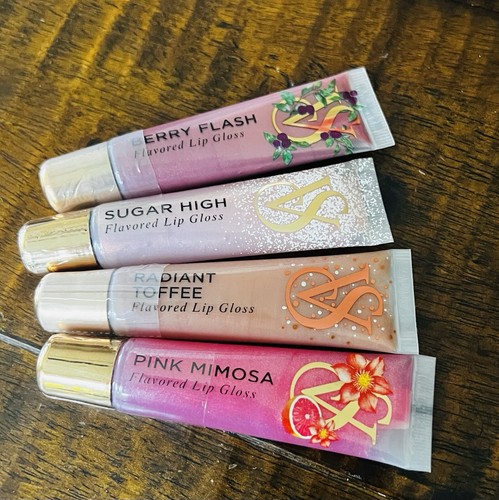 BERRY FLASH
Flavored Lip Gloss
SUGAR HIGH
Flavored Lip Gloss
RADIANT
TOFFEE
Flavored Lip Gloss
PINK MIMOSA
Flavored Lip Gloss